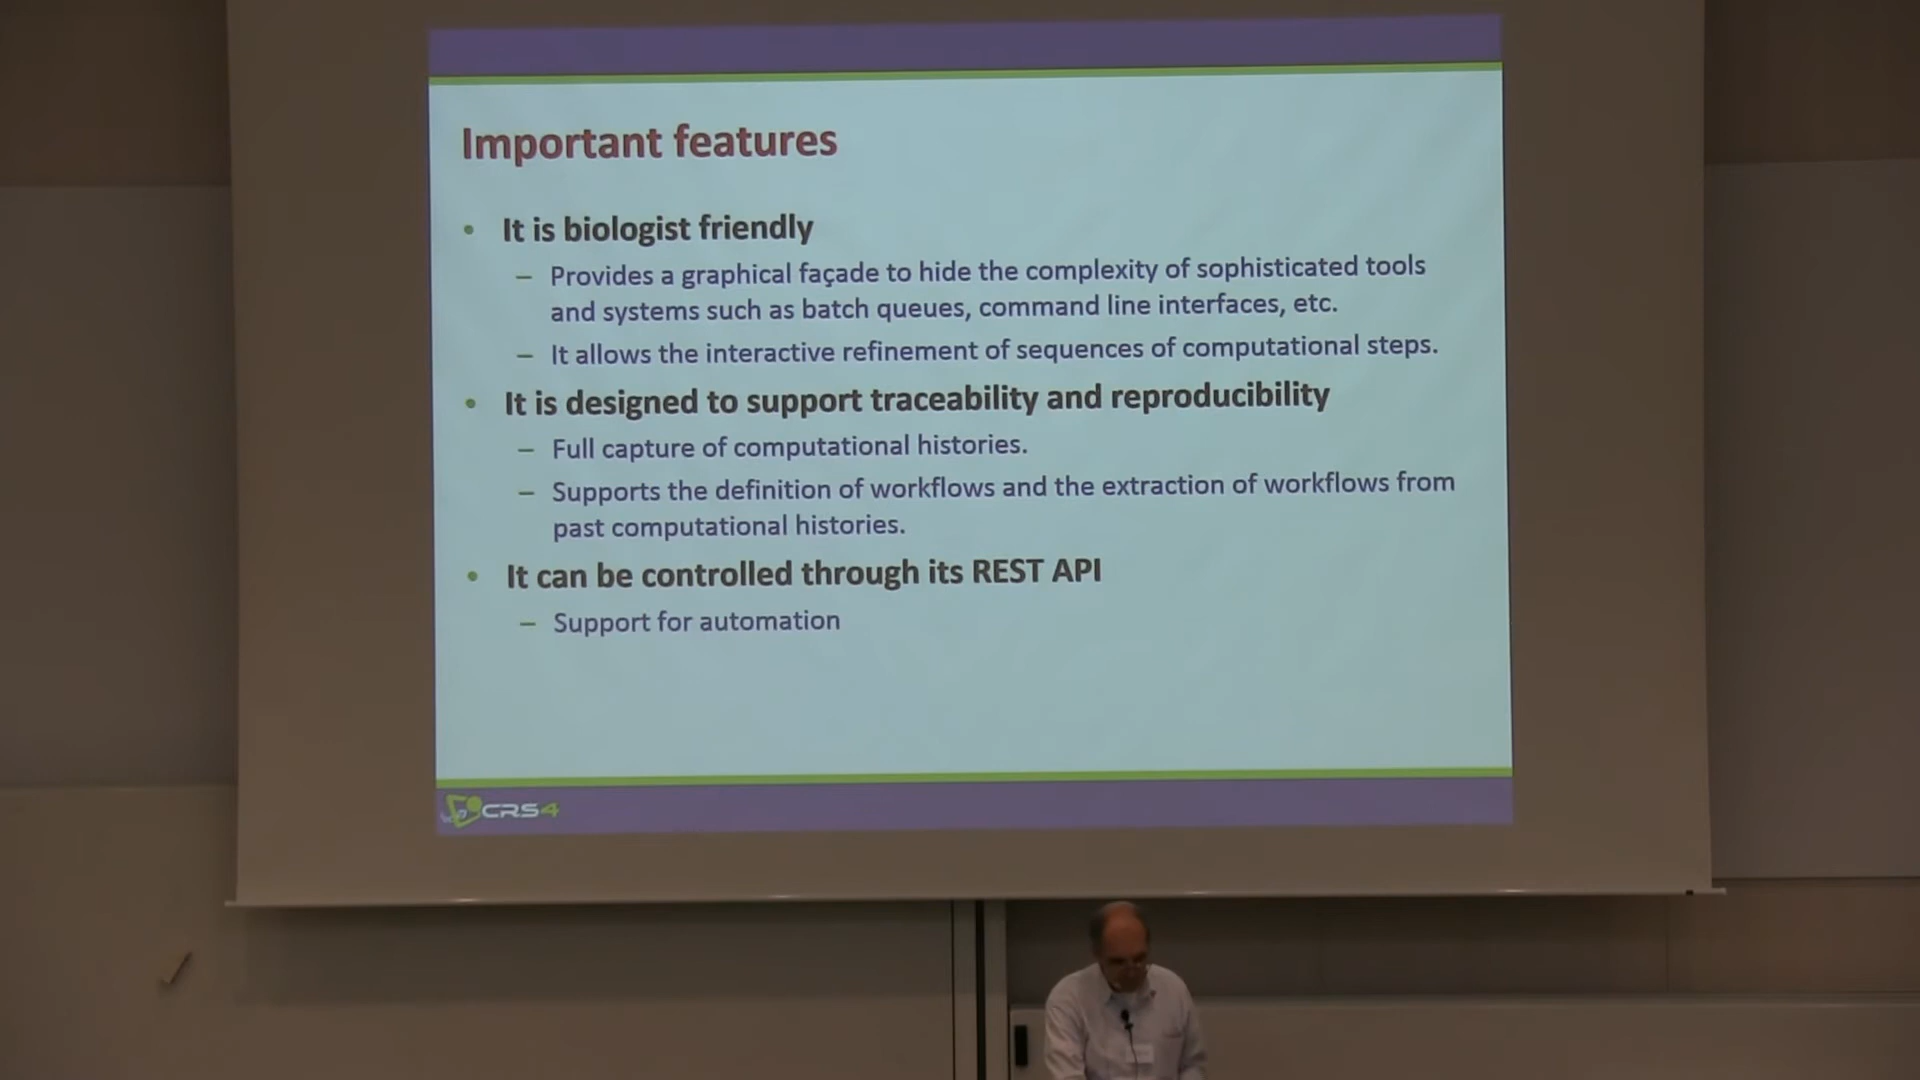 Important features
• It is biologist friendly
– Provides a graphical façade to hide the complexity of sophisticated tools
and systems such as batch queues, command line interfaces, etc.
– It allows the interactive refinement of sequences of computational steps.
• It is designed to support traceability and reproducibility
– Full capture of computational histories.
– Supports the definition of workflows and the extraction of workflows from
past computational histories.
• It can be controlled through its REST API
– Support for automation
CRS4